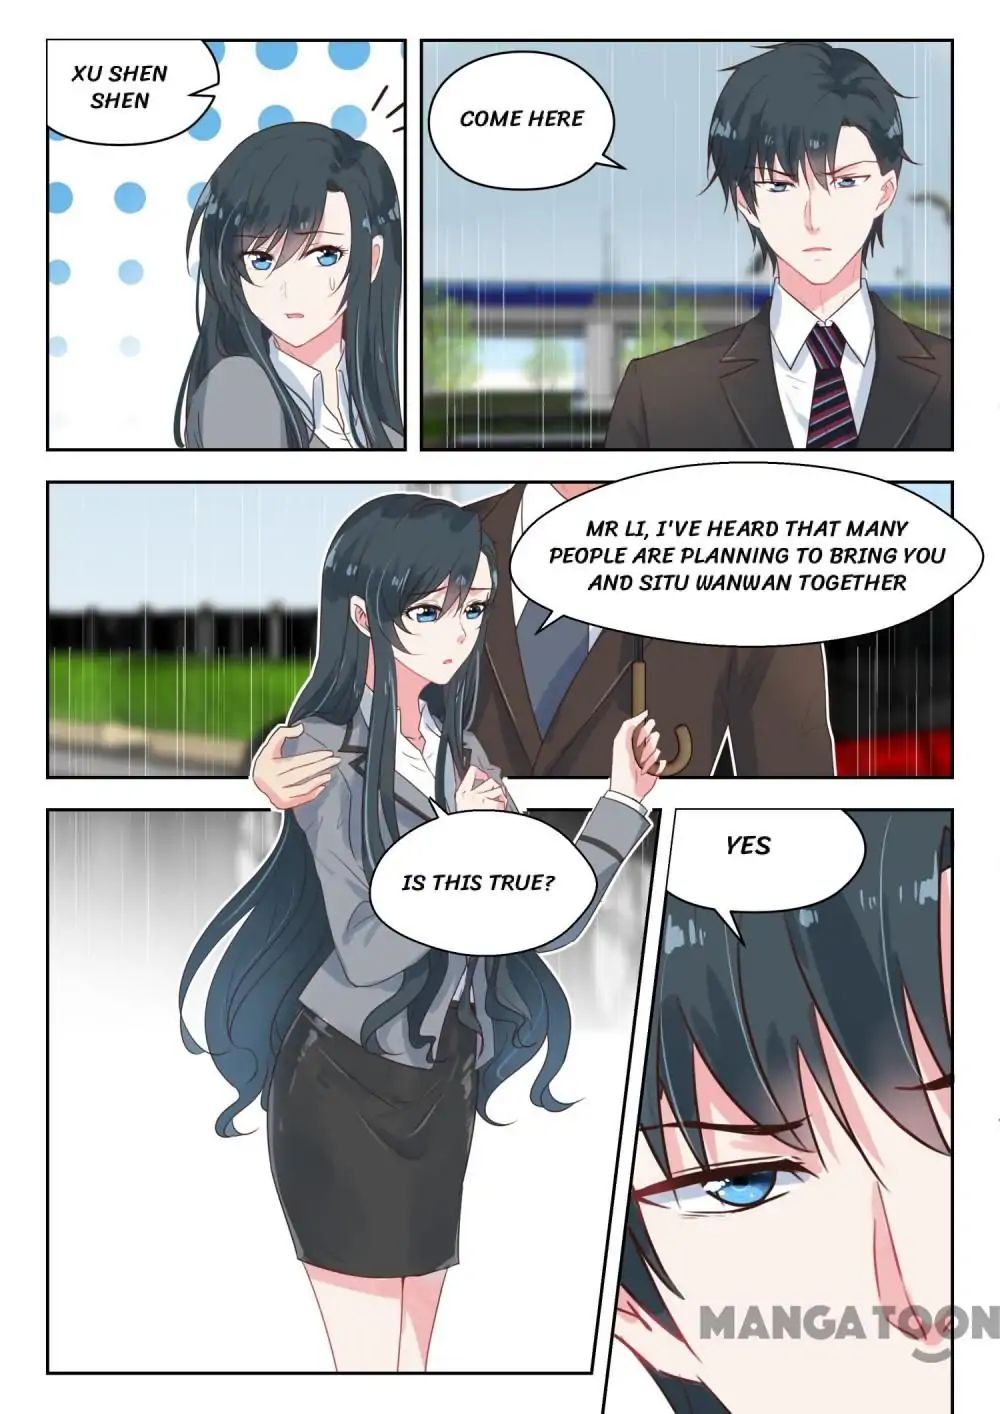 XU SHEN
SHEN
COME HERE
MR LI, I'VE HEARD THAT MANY
PEOPLE ARE PLANNING TO BRING YOU
AND SITU WANWAN TOGETHER
IS THIS TRUE?
YES
MANGATOON